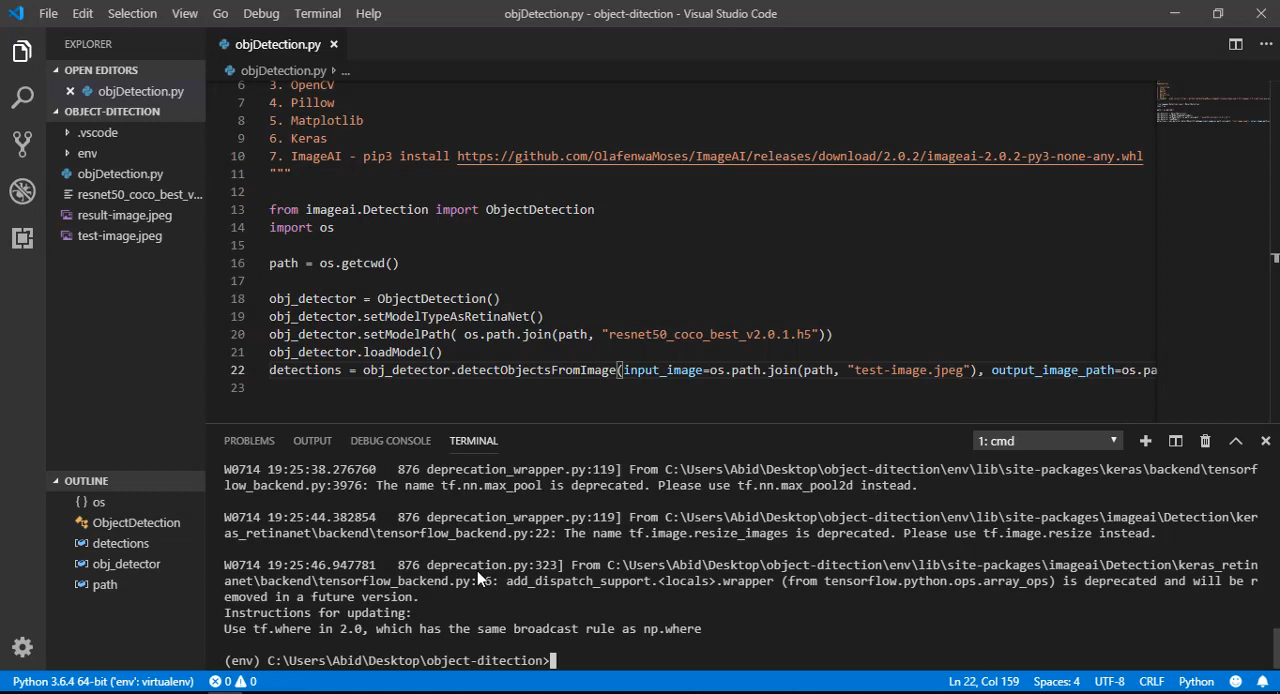 File Edit Selection View Go Debug Terminal Help objDetection.py - object-ditection - Visual Studio Code
EXPLORER
OPEN EDITORS
objDetection.py
OBJECT-DITECTION
.vscode
env
objDetection.py
resnet50_coco_best_v...
result-image.jpeg
test-image.jpeg
OUTLINE
{} os
ObjectDetection
detections
obj_detector
path
objDetection.py
objDetection.py ...
6 3. OpenCV
7 4. Pillow
8 5. Matplotlib
9 6. Keras
10 7. ImageAI - pip3 install https://github.com/OlafenwaMoses/ImageAI/releases/download/2.0.2/imageai-2.0.2-py3-none-any.whl
11 """
12
13 from imageai.Detection import ObjectDetection
14 import os
15
16 path = os.getcwd()
17
18 obj_detector = ObjectDetection()
19 obj_detector.setModelTypeAsRetinaNet()
20 obj_detector.setModelPath( os.path.join(path, "resnet50_coco_best_v2.0.1.h5"))
21 obj_detector.loadModel()
22 detections = obj_detector.detectObjectsFromImage(input_image=os.path.join(path, "test-image.jpeg"), output_image_path=os.pa
23
PROBLEMS OUTPUT DEBUG CONSOLE TERMINAL 1: cmd
W0714 19:25:38.276760 876 deprecation_wrapper.py:119] From C:\Users\Abid\Desktop\object-ditection\env\lib\site-packages\keras\backend\tensorf
low_backend.py:3976: The name tf.nn.max_pool is deprecated. Please use tf.nn.max_pool2d instead.
W0714 19:25:44.382854 876 deprecation_wrapper.py:119] From C:\Users\Abid\Desktop\object-ditection\env\lib\site-packages\imageai\Detection\ker
as_retinanet\backend\tensorflow_backend.py:22: The name tf.image.resize_images is deprecated. Please use tf.image.resize instead.
W0714 19:25:46.947781 876 deprecation.py:323] From C:\Users\Abid\Desktop\object-ditection\env\lib\site-packages\imageai\Detection\keras_retin
anet\backend\tensorflow_backend.py: 6: add_dispatch_support.<locals>.wrapper (from tensorflow.python.ops.array_ops) is deprecated and will be r
emoved in a future version.
Instructions for updating:
Use tf.where in 2.0, which has the same broadcast rule as np.where
(env) C:\Users\Abid\Desktop\object-ditection>
Python 3.6.4 64-bit ('env': virtualenv) 0 0 Ln 22, Col 159 Spaces: 4 UTF-8 CRLF Python